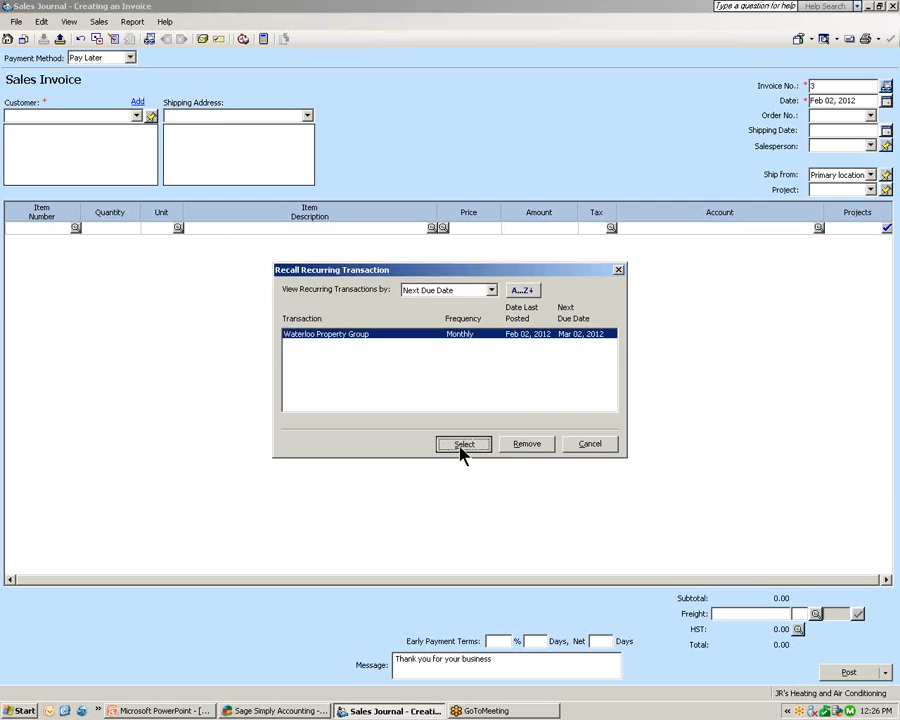 Sales Journal - Creating an Invoice
Type a question for help
Help Search
File Edit View Sales Report Help
Payment Method: Pay Later
Sales Invoice
Customer: *
Add
Shipping Address:
Invoice No.: * 3
Date: * Feb 02, 2012
Order No.:
Shipping Date:
Salesperson:
Ship from: Primary location
Project:
Item Number
Quantity
Unit
Item Description
Price
Amount
Tax
Account
Projects
Recall Recurring Transaction
View Recurring Transactions by: Next Due Date
A...Z
Transaction
Frequency
Date Last Posted
Next Due Date
Waterloo Property Group Monthly Feb 02, 2012 Mar 02, 2012
Select
Remove
Cancel
Subtotal: 0.00
Freight:
HST: 0.00
Total: 0.00
Early Payment Terms: % Days, Net Days
Message: Thank you for your business
Post
JR's Heating and Air Conditioning
Start
Microsoft PowerPoint - [...
Sage Simply Accounting -...
Sales Journal - Creati...
GoToMeeting
12:26 PM